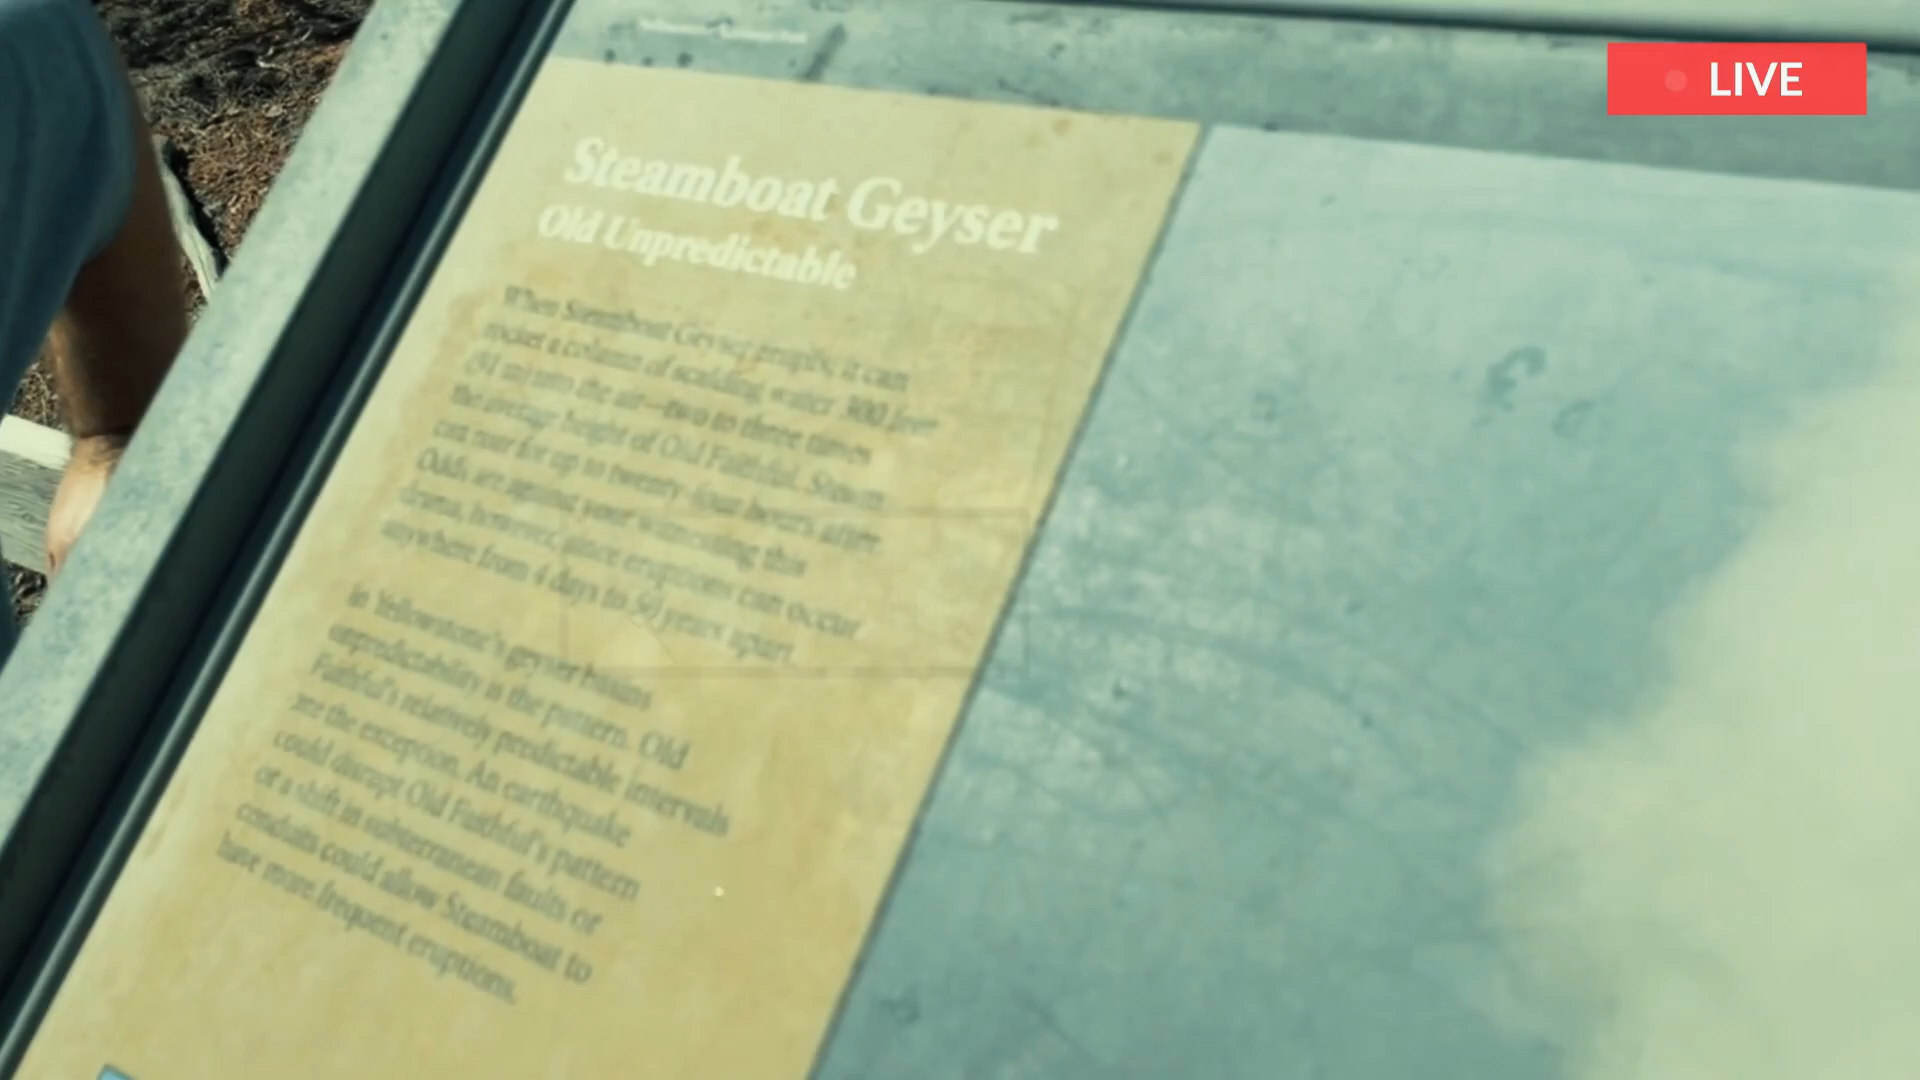 LIVE
Steamboat Geyser
Old Unpredictable
When Steamboat Geyser erupts, it can
rocket a column of scalding water 300 feet
(91 m) into the air—two to three times
the average height of Old Faithful. Steam
can roar for up to twenty-four hours after.
Odds are against your witnessing this
drama, however, since eruptions can occur
anywhere from 4 days to 50 years apart.
In Yellowstone's geyser basins
unpredictability is the pattern. Old
Faithful's relatively predictable intervals
are the exception. An earthquake
could disrupt Old Faithful's pattern
or a shift in subterranean faults or
conduits could allow Steamboat to
have more frequent eruptions.